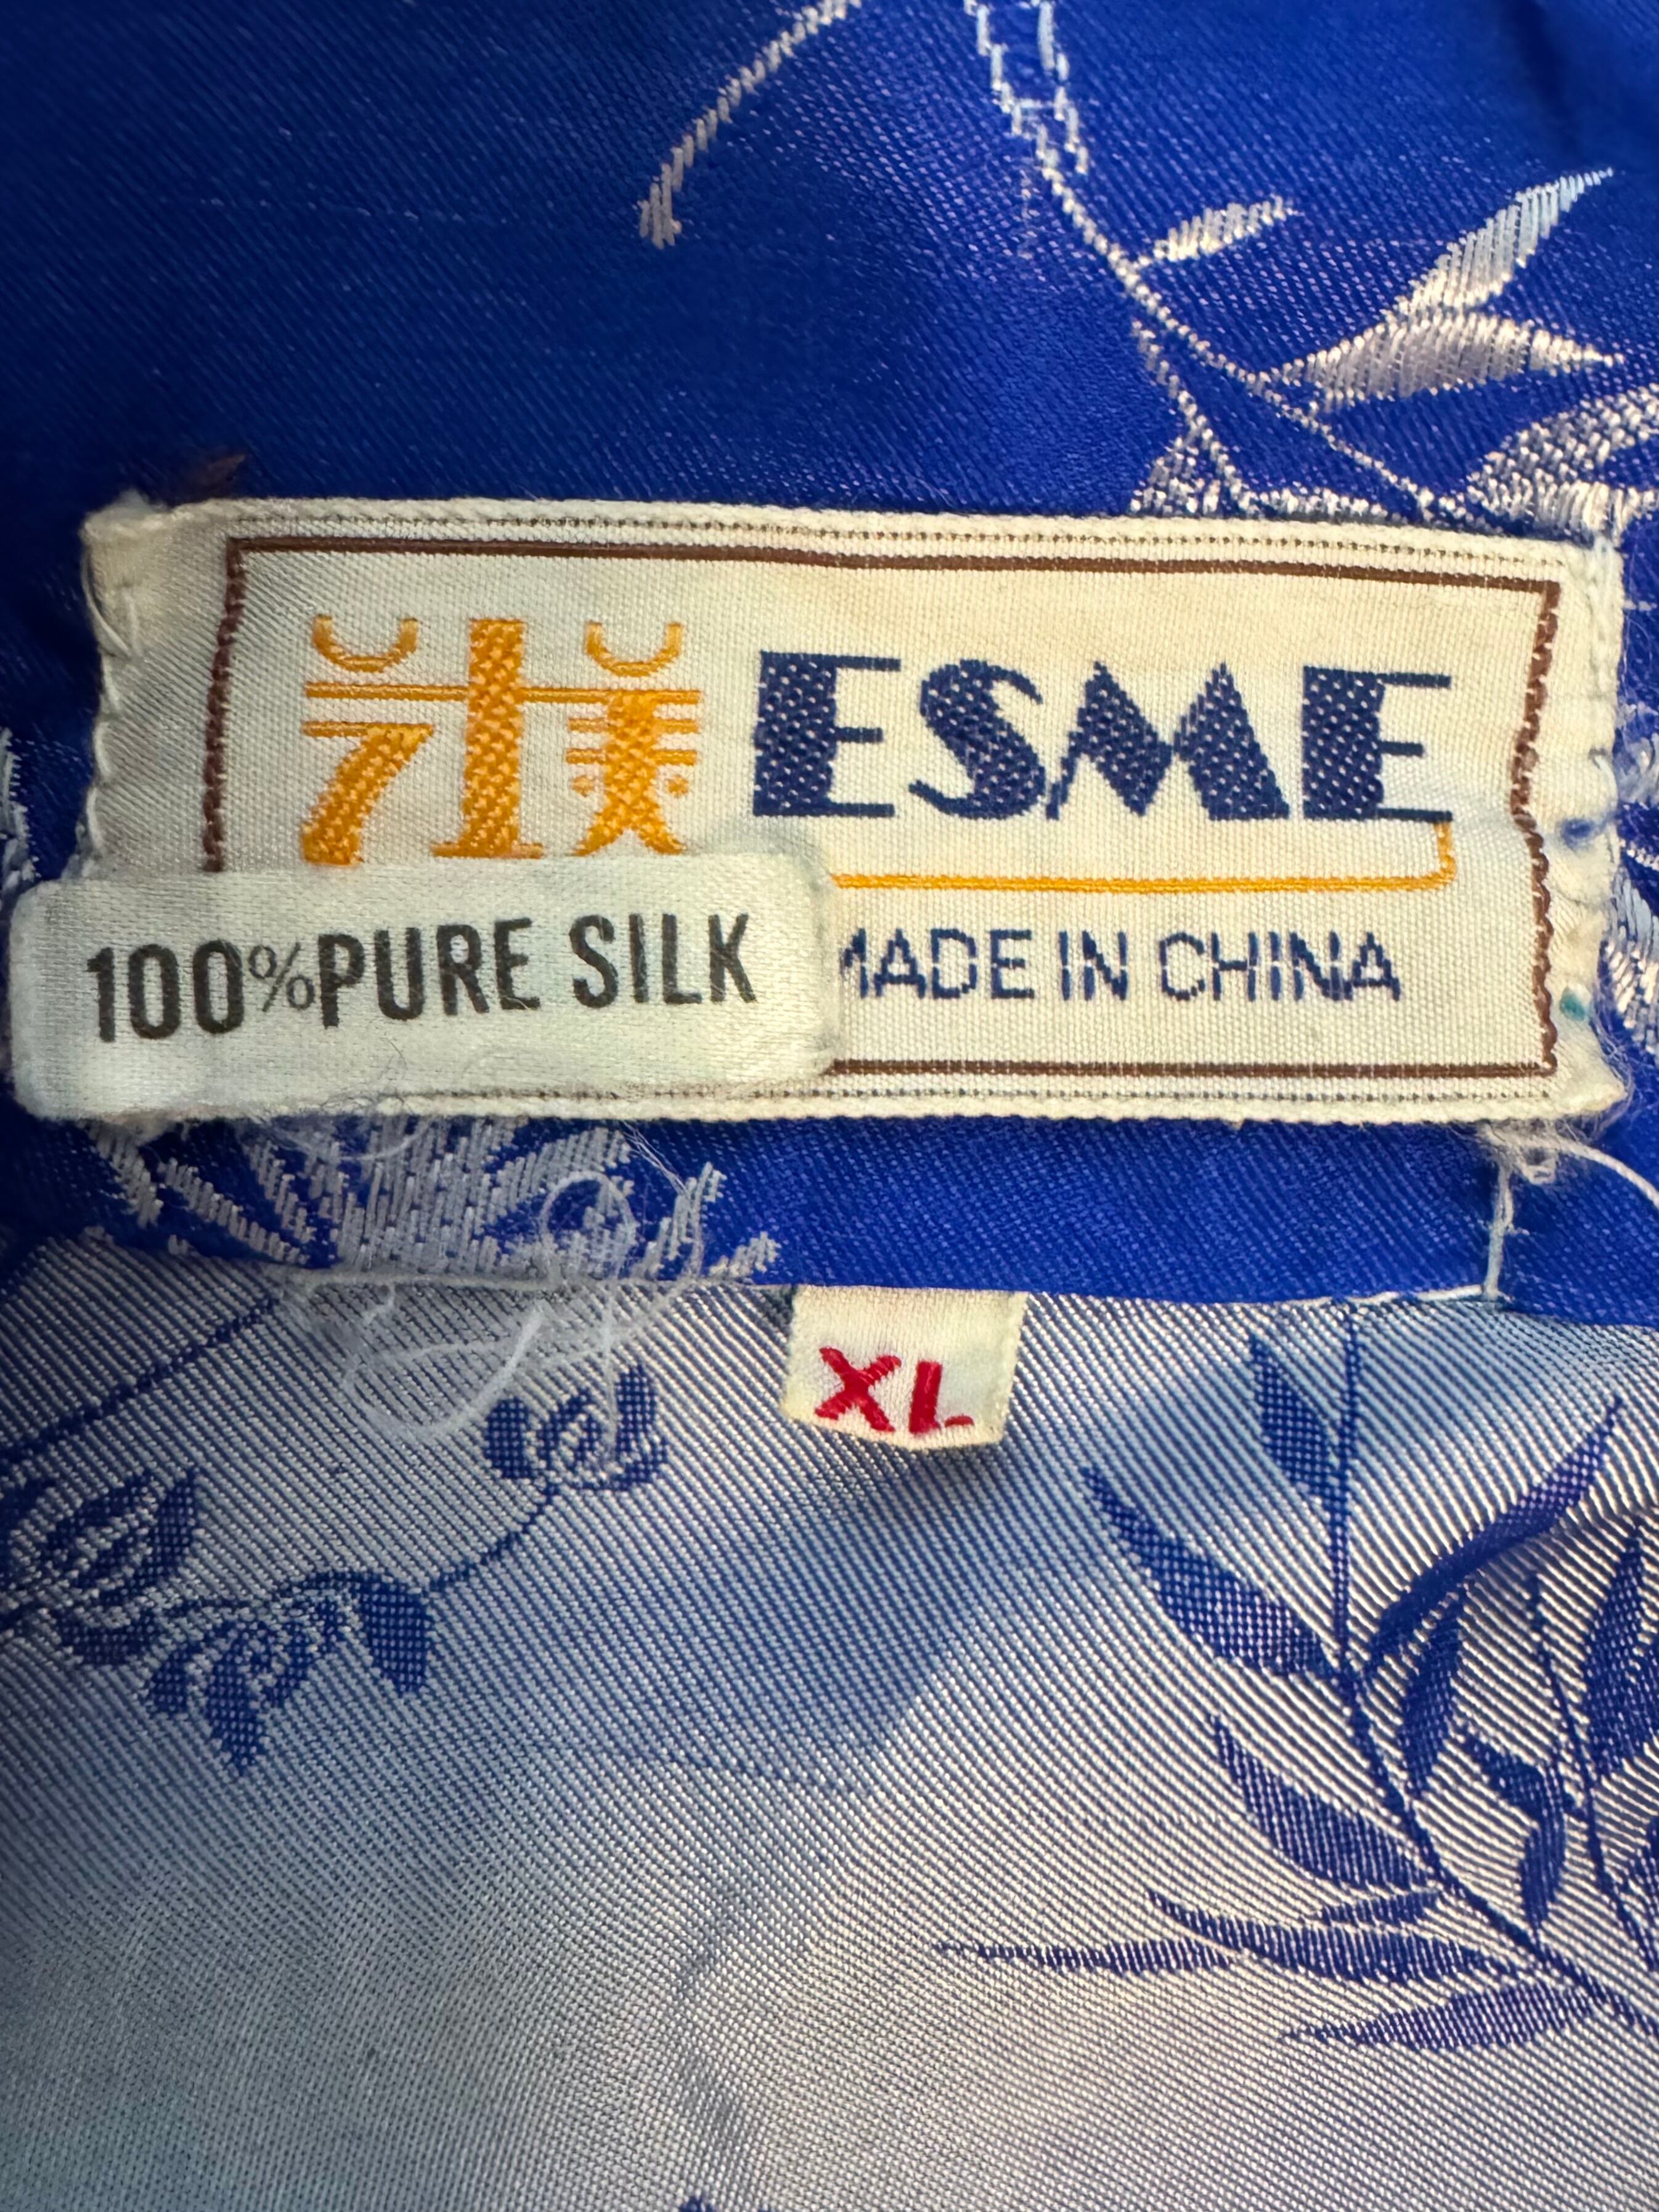 ESME
100%PURE SILK
MADE IN CHINA
XL